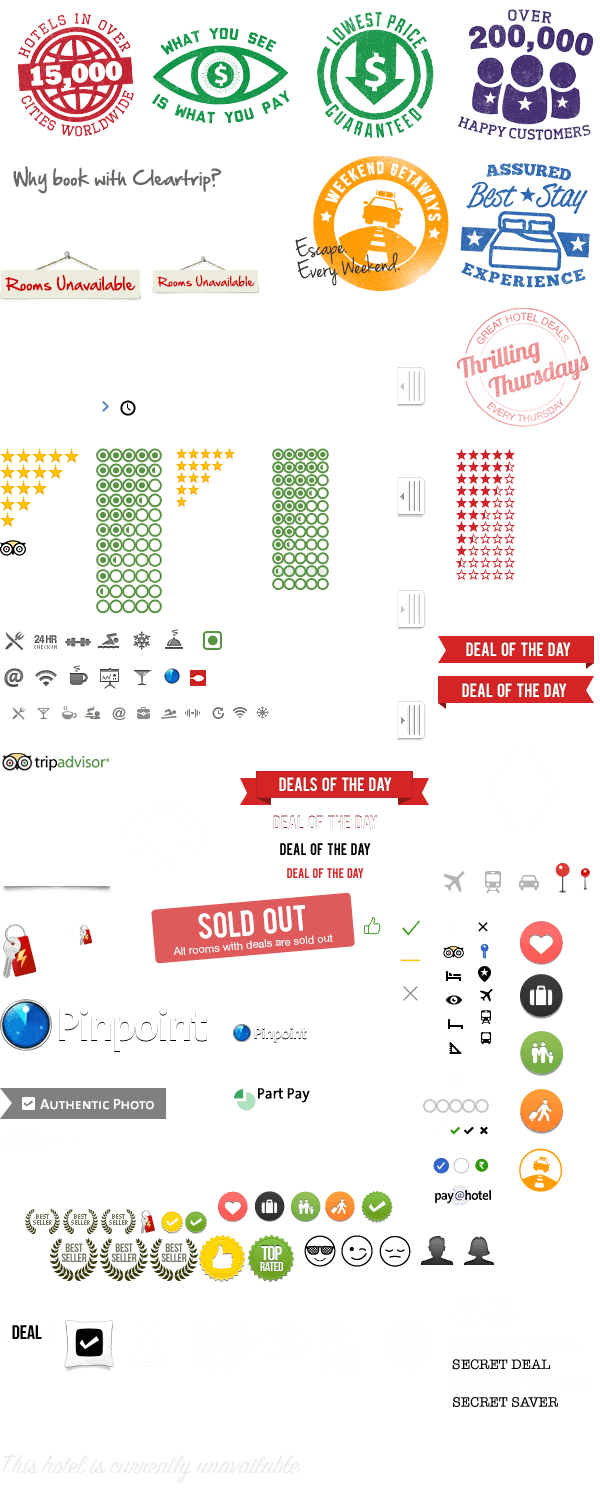 HOTELS IN OVER
15,000
CITIES WORLDWIDE
WHAT YOU SEE
$
IS WHAT YOU PAY
LOWEST PRICE
$
GUARANTEED
OVER
200,000
HAPPY CUSTOMERS
Why book with Cleartrip?
WEEKEND GETAWAYS
Escape.
Every Weekend.
ASSURED
Best Stay
EXPERIENCE
Rooms Unavailable
Rooms Unavailable
GREAT HOTEL DEALS
Thrilling
Thursdays
EVERY THURSDAY
24 HR
CHECK-IN
@
@
DEAL OF THE DAY
DEAL OF THE DAY
tripadvisor®
DEALS OF THE DAY
DEAL OF THE DAY
DEAL OF THE DAY
DEAL OF THE DAY
SOLD OUT
All rooms with deals are sold out
Pinpoint
Pinpoint
AUTHENTIC PHOTO
Part Pay
₹
pay@hotel
BEST SELLER
BEST SELLER
BEST SELLER
BEST SELLER
BEST SELLER
BEST SELLER
TOP RATED
DEAL
SECRET DEAL
SECRET SAVER
This hotel is currently unavailable